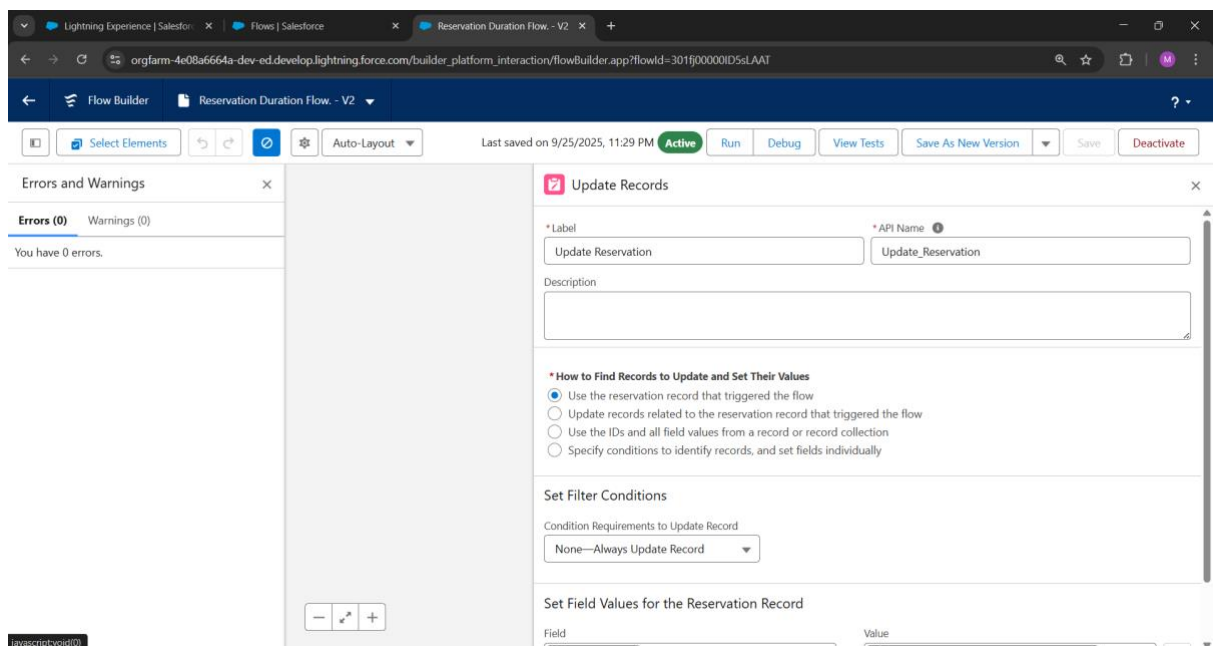 Lightning Experience | Salesforc
Flows | Salesforce
Reservation Duration Flow. - V2
orgfarm-4e08a6664a-dev-ed.develop.lightning.force.com/builder_platform_interaction/flowBuilder.app?flowId=301fj00000ID5sLAAT
M
Flow Builder
Reservation Duration Flow. - V2
?
Select Elements
Auto-Layout
Last saved on 9/25/2025, 11:29 PM
Active
Run
Debug
View Tests
Save As New Version
Save
Deactivate
Errors and Warnings
Errors (0)
Warnings (0)
You have 0 errors.
Update Records
* Label
* API Name
Update Reservation
Update_Reservation
Description
* How to Find Records to Update and Set Their Values
Use the reservation record that triggered the flow
Update records related to the reservation record that triggered the flow
Use the IDs and all field values from a record or record collection
Specify conditions to identify records, and set fields individually
Set Filter Conditions
Condition Requirements to Update Record
None—Always Update Record
Set Field Values for the Reservation Record
Field
Value
javascript:void(0)